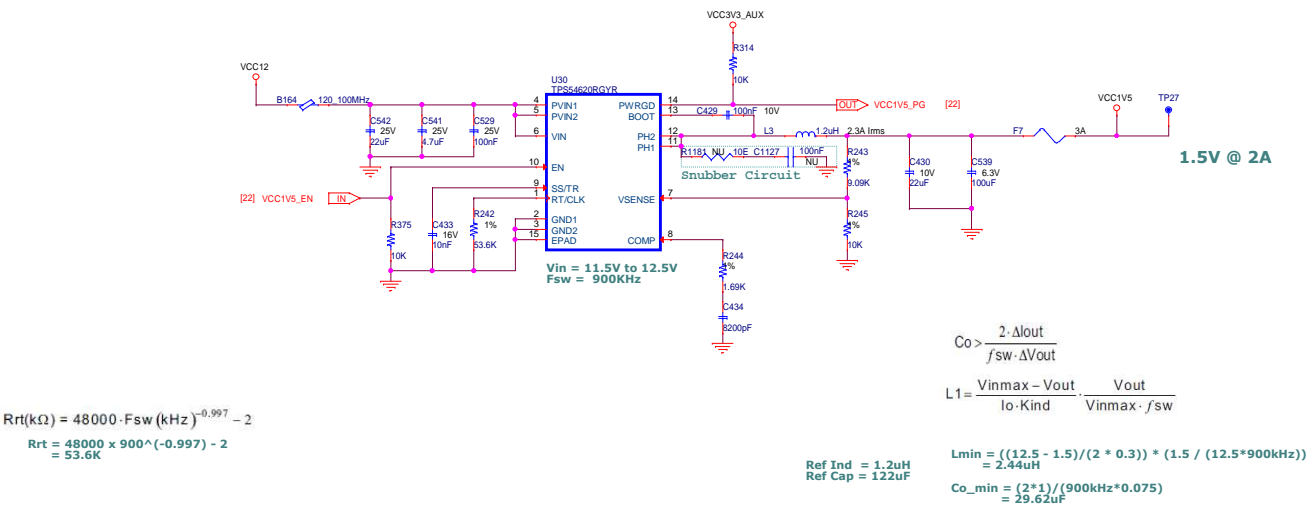 VCC3V3_AUX
R314
10K
VCC12
B164
120_100MHz
U30
TPS54620RGYR
4 PVIN1
5 PVIN2
6 VIN
10 EN
9 SS/TR
1 RT/CLK
2 GND1
3 GND2
15 EPAD
PWRGD 14
BOOT 13
PH2 12
PH1 11
VSENSE 7
COMP 8
OUT VCC1V5_PG [22]
C429 100nF 10V
C542
25V
22uF
C541
25V
4.7uF
C529
25V
100nF
L3 1.2uH 2.3A Irms
R1181 NU 10E C1127 100nF
NU
Snubber Circuit
R243
1%
9.09K
C430
10V
22uF
C539
6.3V
100uF
F7 3A
VCC1V5
TP27
1.5V @ 2A
[22] VCC1V5_EN IN
R375
10K
C433
16V
10nF
R242
1%
53.6K
R245
1%
10K
Vin = 11.5V to 12.5V
Fsw = 900KHz
R244
1%
1.69K
C434
8200pF
Co > 2·ΔIout / ƒsw·ΔVout
L1 = Vinmax – Vout / Io·Kind · Vout / Vinmax · ƒsw
Rrt(kΩ) = 48000·Fsw(kHz)^–0.997 – 2
Rrt = 48000 x 900^(-0.997) - 2
= 53.6K
Ref Ind = 1.2uH
Ref Cap = 122uF
Lmin = ((12.5 - 1.5)/(2 * 0.3)) * (1.5 / (12.5*900kHz))
= 2.44uH
Co_min = (2*1)/(900kHz*0.075)
= 29.62uF